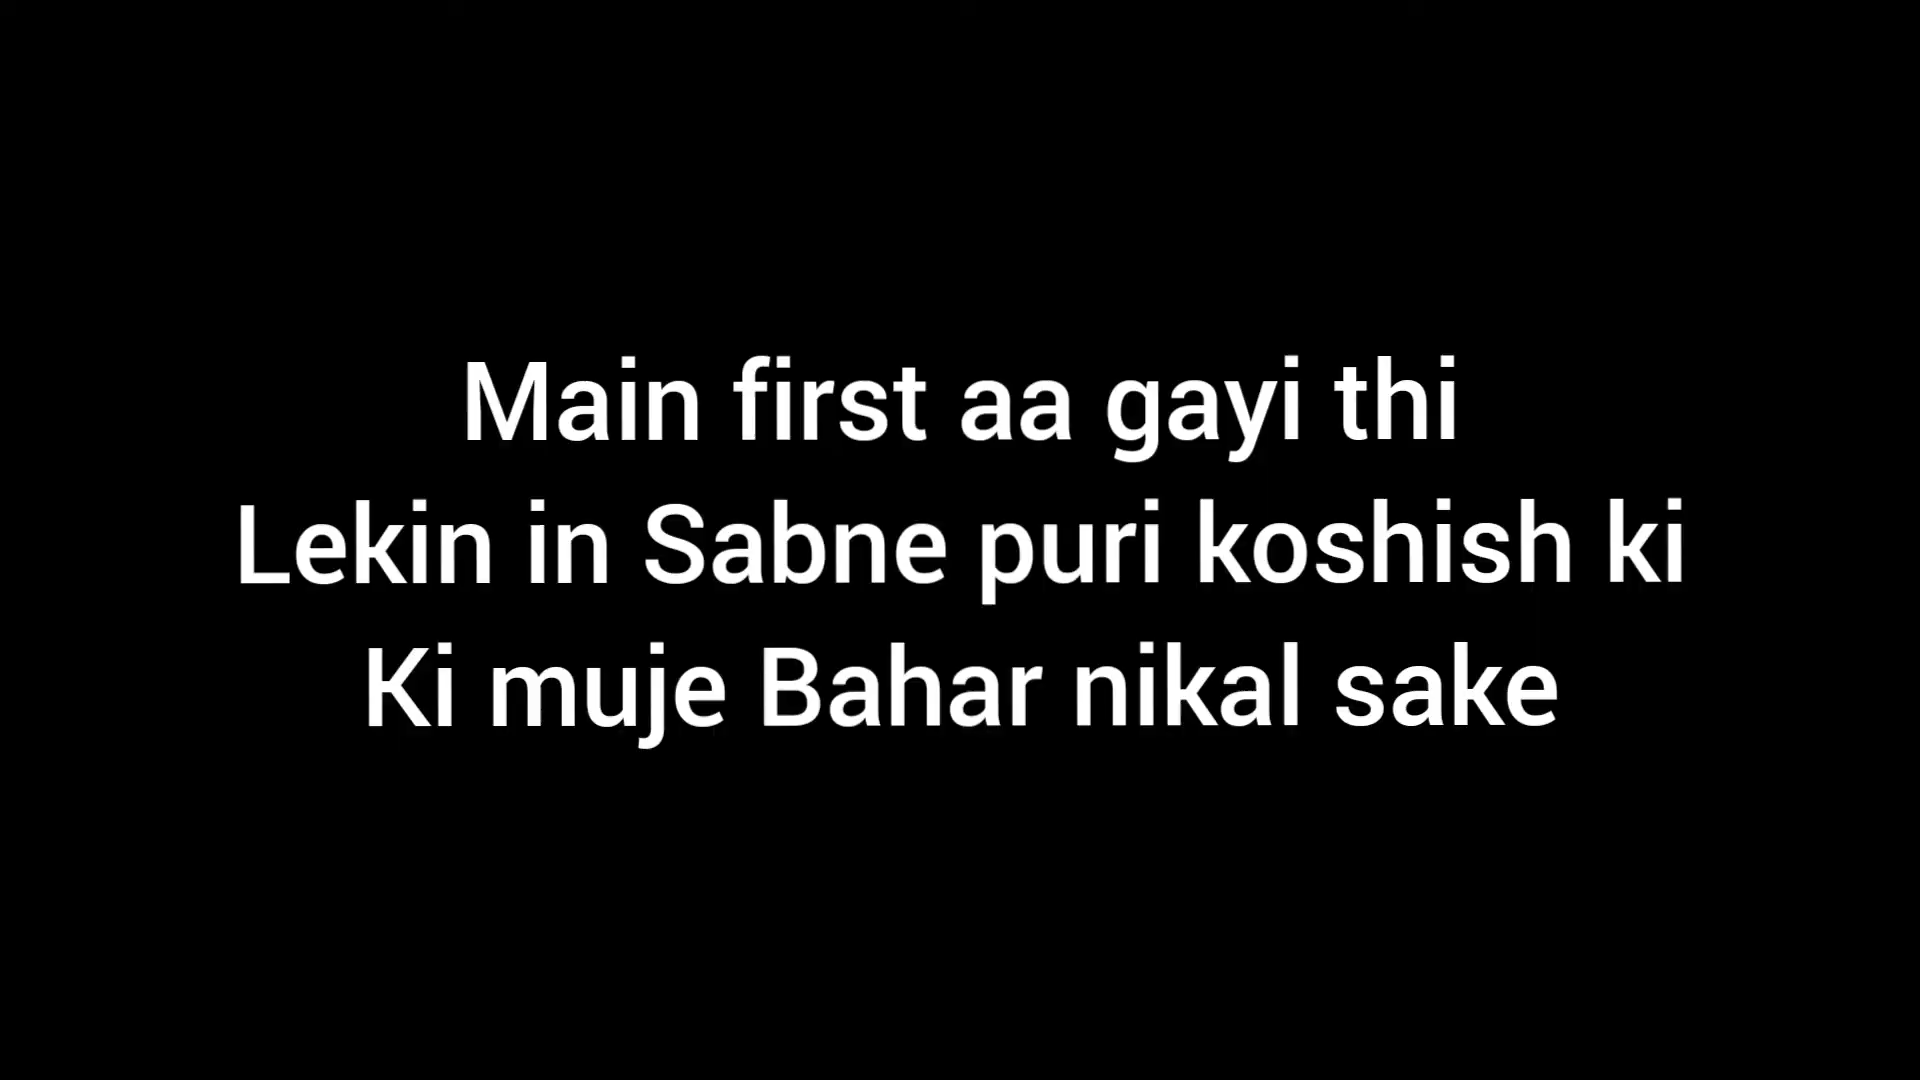 Main first aa gayi thi
Lekin in Sabne puri koshish ki
Ki muje Bahar nikal sake